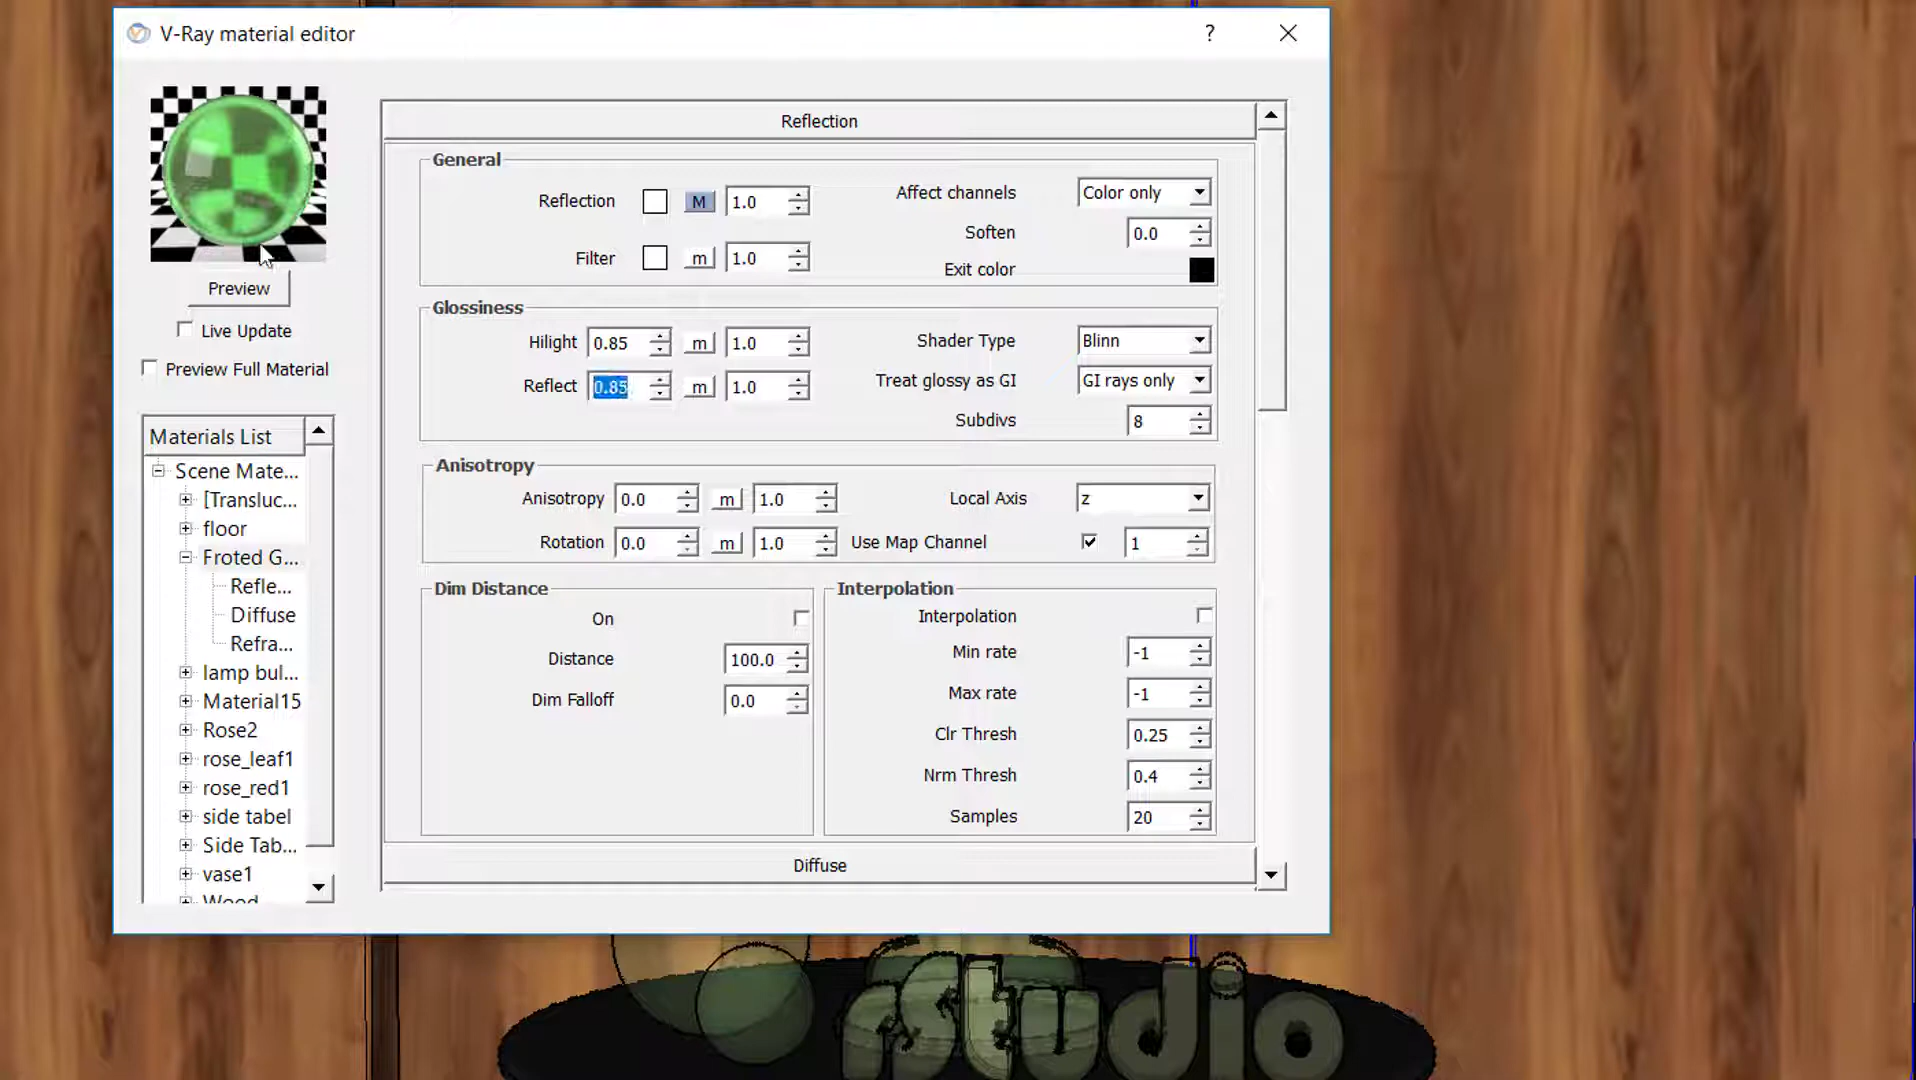 V-Ray material editor
?
Preview
Live Update
Preview Full Material
Materials List
Scene Mate...
[Transluc...
floor
Froted G...
Refle...
Diffuse
Refra...
lamp bul...
Material15
Rose2
rose_leaf1
rose_red1
side tabel
Side Tab...
vase1
Wood
Reflection
General
Reflection M 1.0 Affect channels Color only
Soften 0.0
Filter m 1.0 Exit color
Glossiness
Hilight 0.85 m 1.0 Shader Type Blinn
Reflect 0.85 m 1.0 Treat glossy as GI GI rays only
Subdivs 8
Anisotropy
Anisotropy 0.0 m 1.0 Local Axis z
Rotation 0.0 m 1.0 Use Map Channel 1
Dim Distance
On
Distance 100.0
Dim Falloff 0.0
Interpolation
Interpolation
Min rate -1
Max rate -1
Clr Thresh 0.25
Nrm Thresh 0.4
Samples 20
Diffuse
Studio